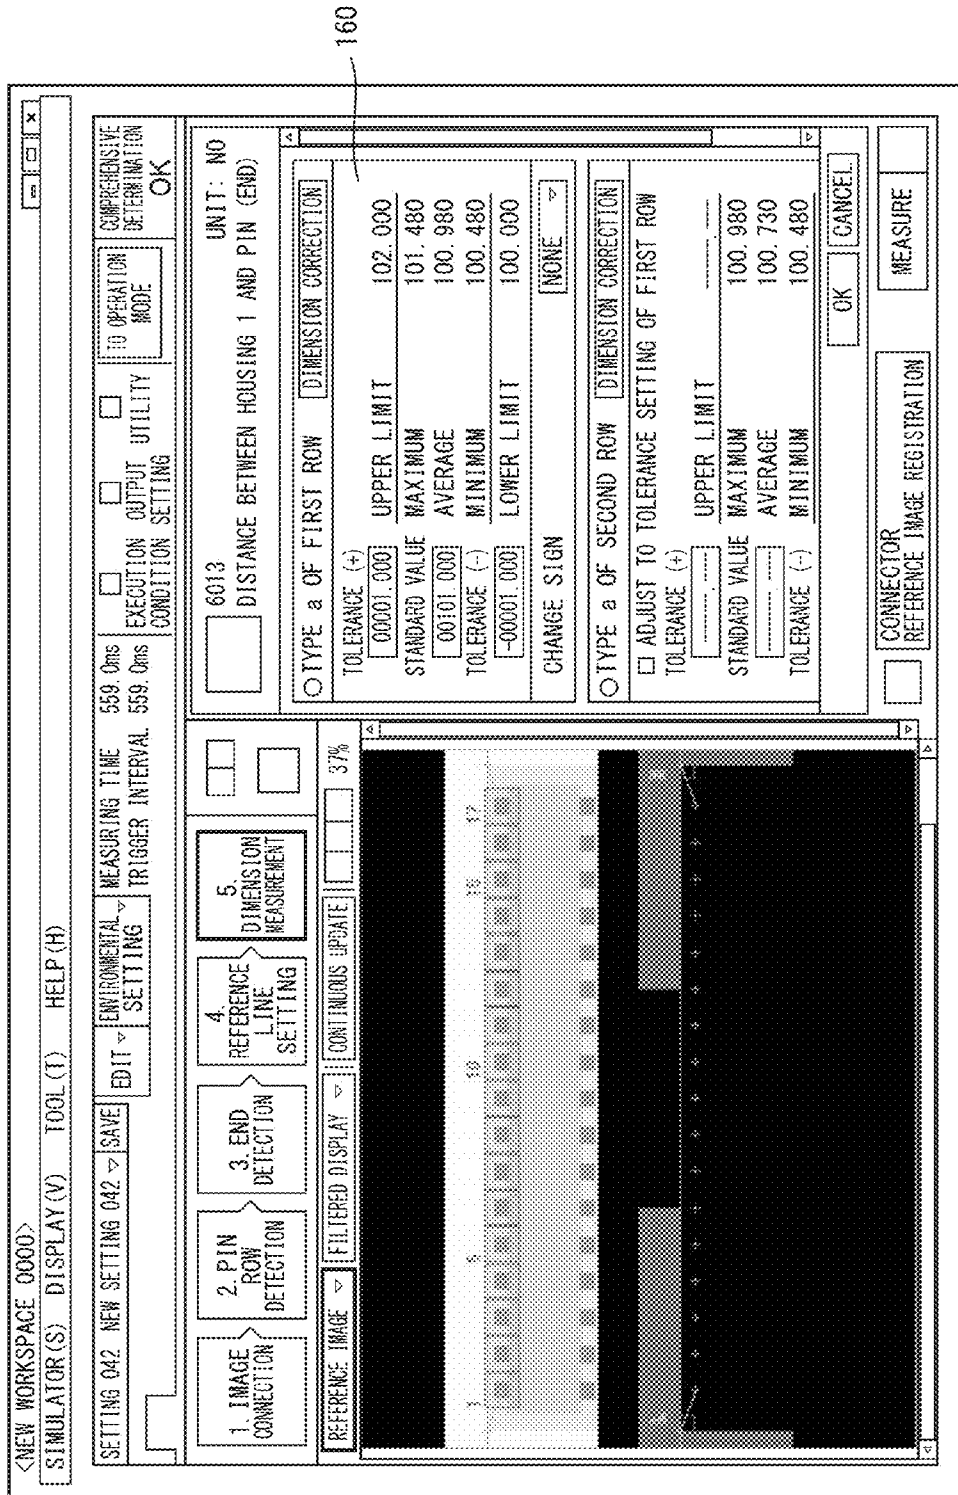 160
<NEW WORKSPACE 0000>
SIMULATOR(S) DISPLAY(V) TOOL(T) HELP(H)
SETTING 042 NEW SETTING 042 ▽ SAVE
EDIT ▽
ENVIRONMENTAL ▽
SETTING
MEASURING TIME 559.0ms
TRIGGER INTERVAL 559.0ms
EXECUTION
CONDITION
OUTPUT
SETTING
UTILITY
TO OPERATION
MODE
COMPREHENSIVE
DETERMINATION
OK
1. IMAGE
CONNECTION
2. PIN
ROW
DETECTION
3. END
DETECTION
4.
REFERENCE
LINE
SETTING
5.
DIMENSION
MEASUREMENT
REFERENCE IMAGE ▽
FILTERED DISPLAY ▽
CONTINUOUS UPDATE
37%
1 5 10 15 17
6013
UNIT: NO
DISTANCE BETWEEN HOUSING 1 AND PIN (END)
TYPE a OF FIRST ROW DIMENSION CORRECTION
TOLERANCE (+)
00001.000 UPPER LIMIT 102.000
STANDARD VALUE MAXIMUM 101.480
00101.000 AVERAGE 100.980
TOLERANCE (-) MINIMUM 100.480
-00001.000 LOWER LIMIT 100.000
CHANGE SIGN NONE ▽
TYPE a OF SECOND ROW DIMENSION CORRECTION
ADJUST TO TOLERANCE SETTING OF FIRST ROW
TOLERANCE (+)
-----.--- UPPER LIMIT ---.---
STANDARD VALUE MAXIMUM 100.980
-----.--- AVERAGE 100.730
TOLERANCE (-) MINIMUM 100.480
OK CANCEL
CONNECTOR
REFERENCE IMAGE REGISTRATION
MEASURE